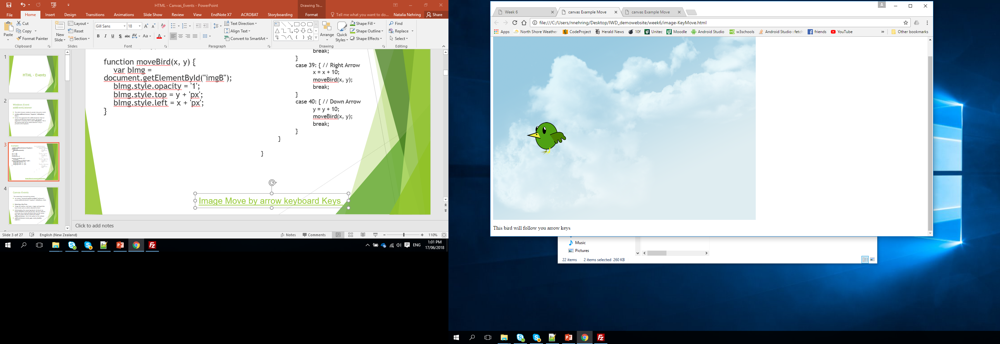 HTML - Canvas_Events - PowerPoint
Drawing To...
File Home Insert Design Transitions Animations Slide Show Review View EndNote X7 ACROBAT Storyboarding Format Tell me what you want to do... Natalia Nehring Share
Paste
Cut
Copy
Format Painter
Clipboard
New Slide
Layout
Reset
Section
Slides
Gill Sans 18
B I U S abc AV Aa A
Font
Text Direction
Align Text
Convert to SmartArt
Paragraph
Arrange
Quick Styles
Shape Fill
Shape Outline
Shape Effects
Drawing
Find
Replace
Select
Editing
1
HTML - Events
2
Windows Event
addEventListener
3
Example:
4
Canvas Events
function moveBird(x, y) {
var bImg =
document.getElementById("imgB");
bImg.style.opacity = '1';
bImg.style.top = y + 'px';
bImg.style.left = x + 'px';
}
break;
}
case 39: { // Right Arrow
x = x + 10;
moveBird(x, y);
break;
}
case 40: { // Down Arrow
y = y + 10;
moveBird(x, y);
break;
}
}
}
Image Move by arrow keyboard Keys
Click to add notes
Slide 3 of 27 English (New Zealand) Notes Comments 110%
ENG
1:01 PM
17/06/2018
Week 6
canvas Example Move
canvas Example Move
file:///C:/Users/nnehring/Desktop/IWD_demowebsite/week6/image-KeyMove.html
Apps North Shore Weather CodeProject Herald News 10f Unitec Moodle Android Studio w3schools Android Studio : fetch friends YouTube » Other bookmarks
This bird will follow you arrow keys
Music
Pictures
22 items 2 items selected 260 KB